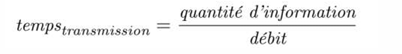 temps_transmission = quantité d'information / débit